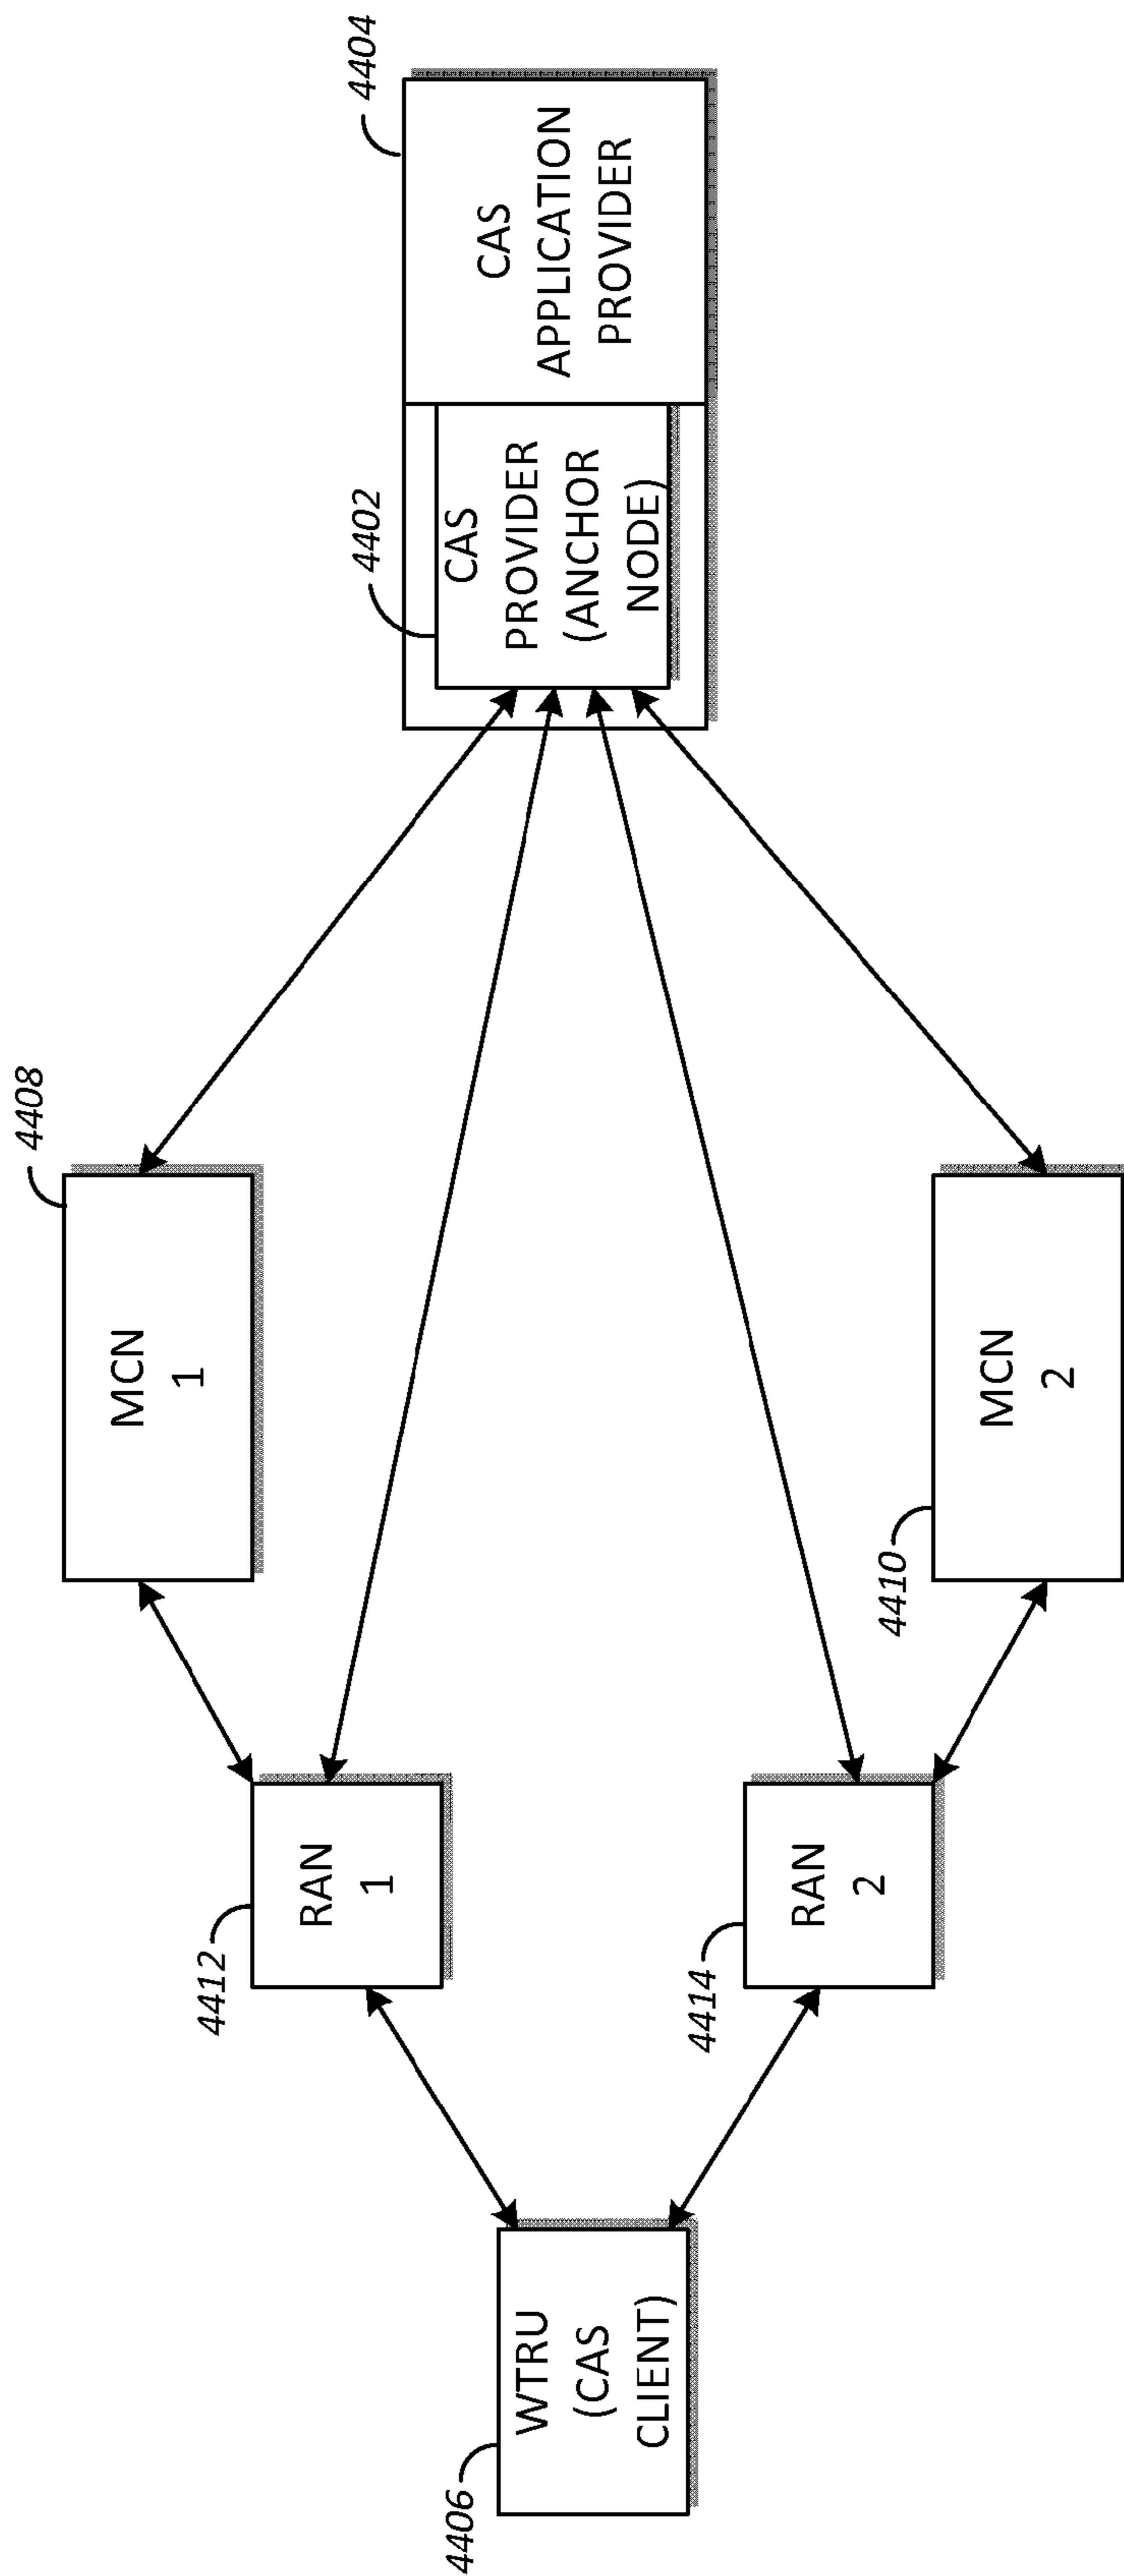 4404
CAS
APPLICATION
PROVIDER
4402
CAS
PROVIDER
(ANCHOR
NODE)
4408
MCN
1
MCN
2
4410
4412
RAN
1
4414
RAN
2
4406
WTRU
(CAS
CLIENT)